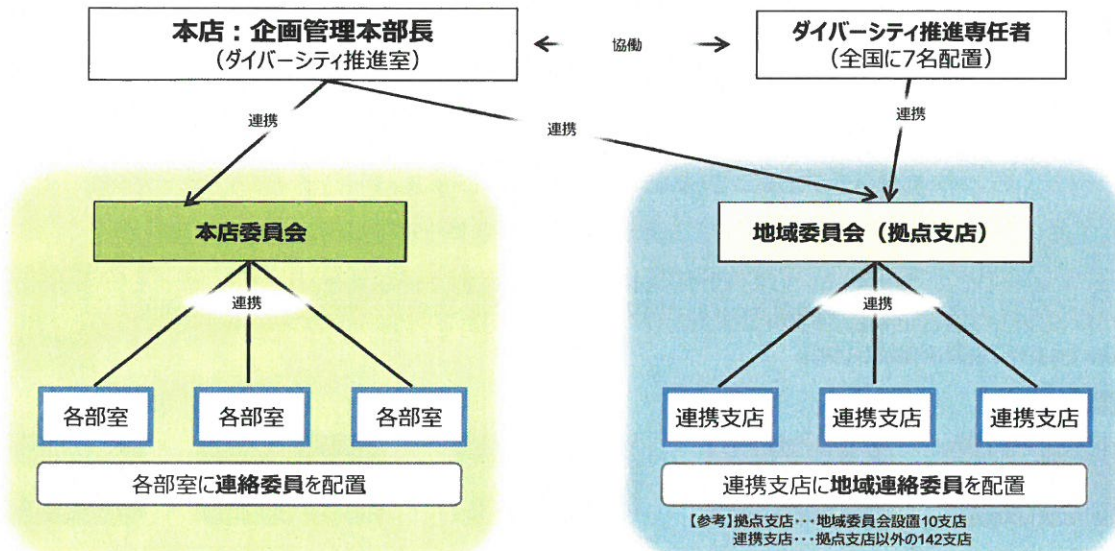 本店：企画管理本部長
（ダイバーシティ推進室）
協働
ダイバーシティ推進専任者
（全国に7名配置）
連携
連携
連携
本店委員会
地域委員会（拠点支店）
連携
連携
各部室
各部室
各部室
連携支店
連携支店
連携支店
各部室に連絡委員を配置
連携支店に地域連絡委員を配置
【参考】拠点支店･･･地域委員会設置10支店
連携支店･･･拠点支店以外の142支店